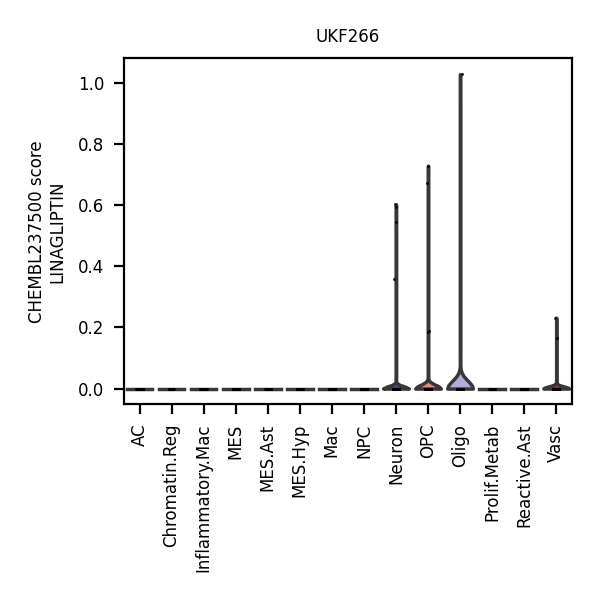 UKF266
CHEMBL237500 score
LINAGLIPTIN
1.0
0.8
0.6
0.4
0.2
0.0
AC
Chromatin.Reg
Inflammatory.Mac
MES
MES.Ast
MES.Hyp
Mac
NPC
Neuron
OPC
Oligo
Prolif.Metab
Reactive.Ast
Vasc